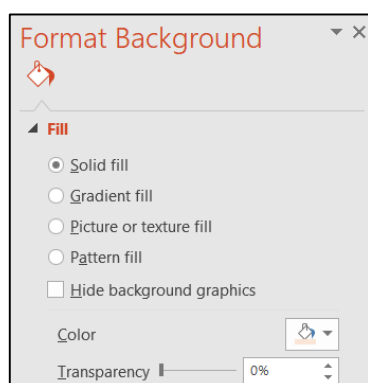 Format Background
Fill
Solid fill
Gradient fill
Picture or texture fill
Pattern fill
Hide background graphics
Color
Transparency 0%